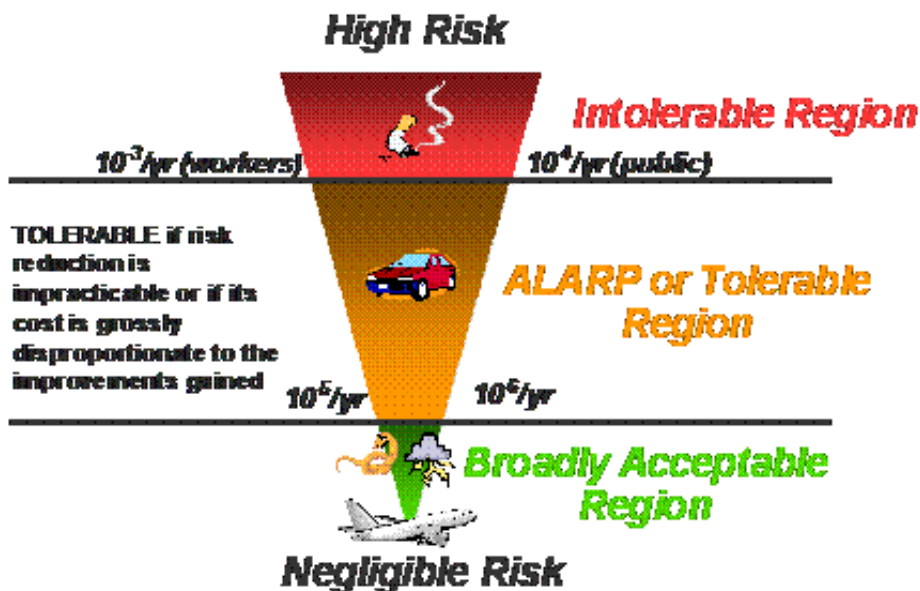 High Risk
Intolerable Region
10⁻³/yr (workers)
10⁻⁴/yr (public)
TOLERABLE if risk
reduction is
impracticable or if its
cost is grossly
disproportionate to the
improvements gained
ALARP or Tolerable
Region
10⁻⁵/yr
10⁻⁶/yr
Broadly Acceptable
Region
Negligible Risk